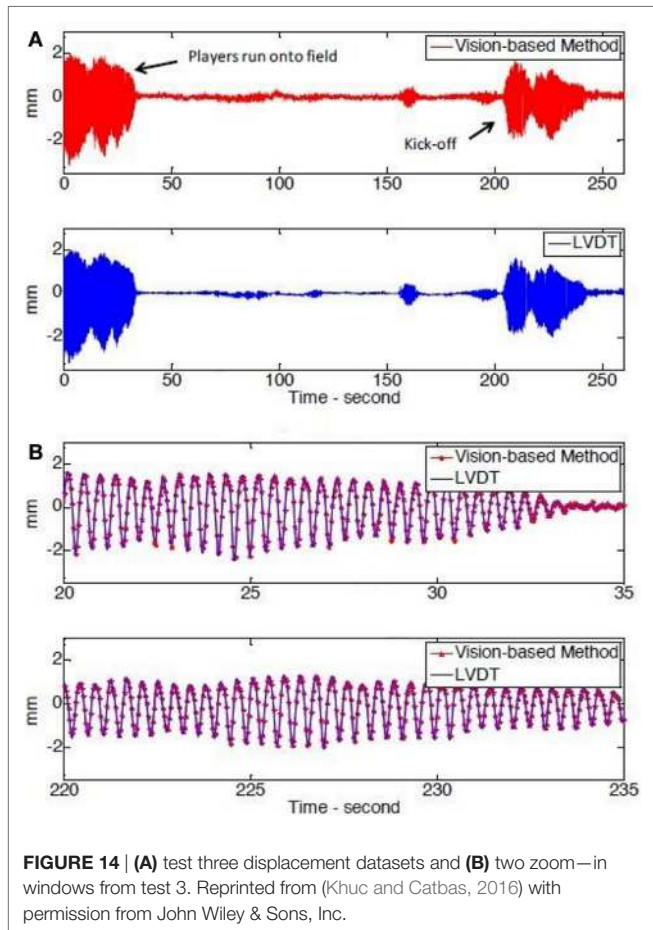 A
2
0
-2
mm
Players run onto field
Vision-based Method
Kick-off
0 50 100 150 200 250
2
0
-2
mm
LVDT
0 50 100 150 200 250
Time - second
B
2
0
-2
mm
Vision-based Method
LVDT
20 25 30 35
2
0
-2
mm
Vision-based Method
LVDT
220 225 230 235
Time - second
FIGURE 14 | (A) test three displacement datasets and (B) two zoom—in
windows from test 3. Reprinted from (Khuc and Catbas, 2016) with
permission from John Wiley & Sons, Inc.